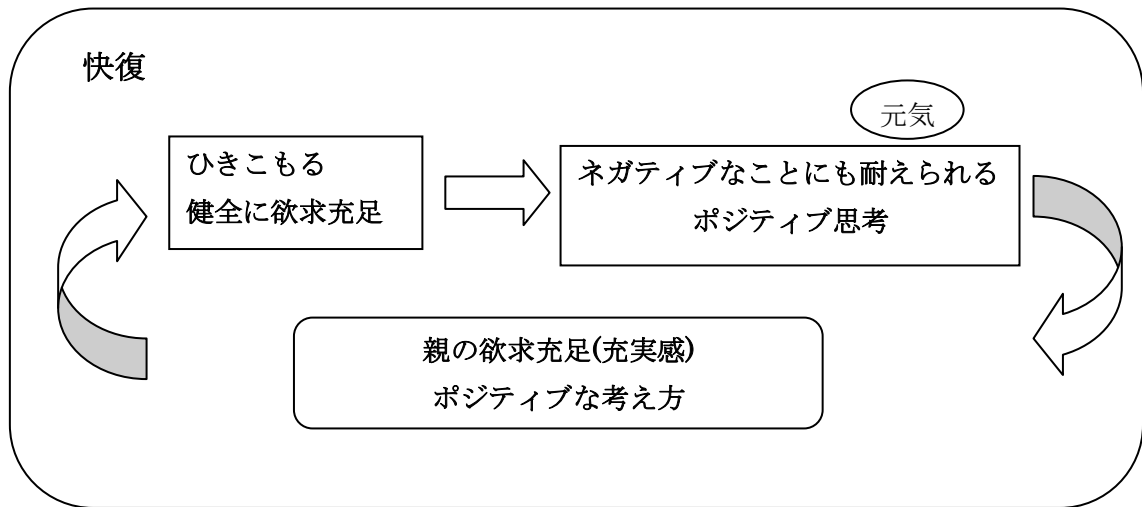 快復
元気
ひきこもる
健全に欲求充足
ネガティブなことにも耐えられる
ポジティブ思考
親の欲求充足(充実感)
ポジティブな考え方